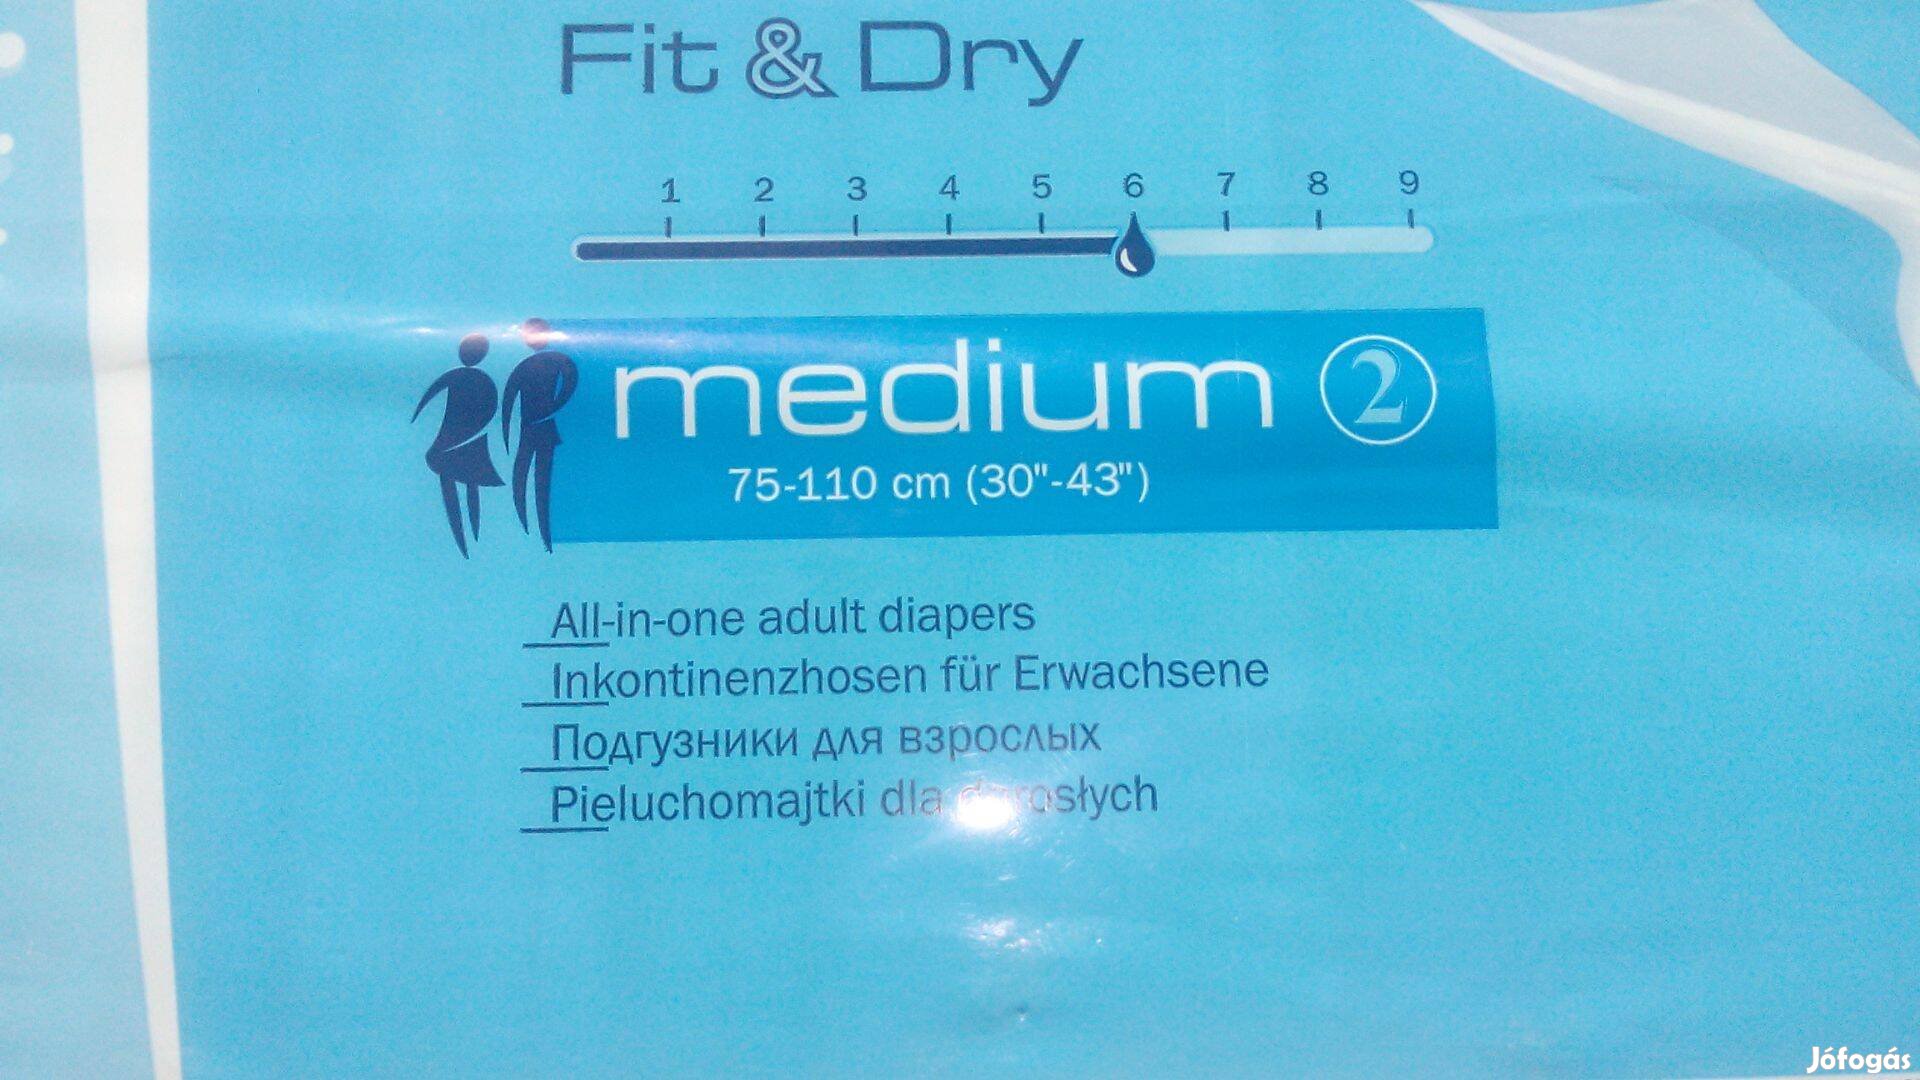 Fit & Dry
1 2 3 4 5 6 7 8 9
medium 2
75-110 cm (30"-43")
All-in-one adult diapers
Inkontinenzhosen für Erwachsene
Подгузники для взрослых
Pieluchomajtki dla dorosłych
Jófogás